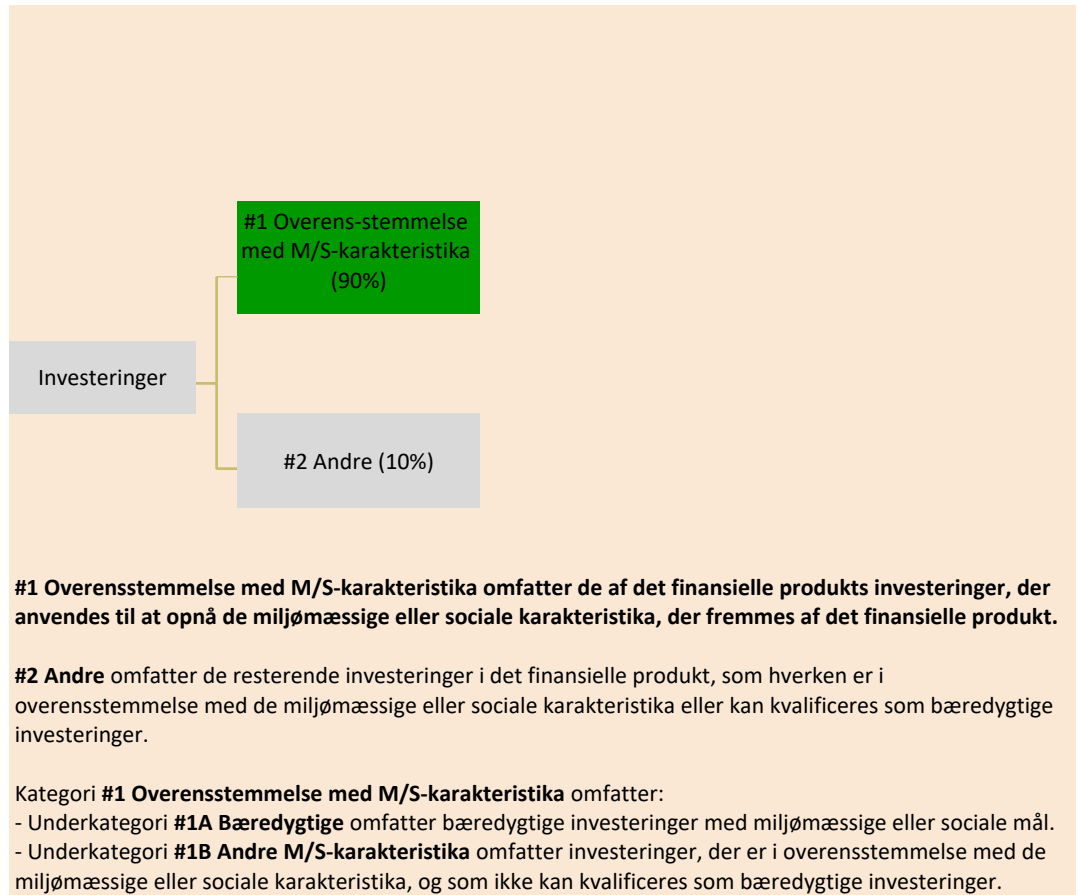 #1 Overens-stemmelse
med M/S-karakteristika
(90%)
Investeringer
#2 Andre (10%)
#1 Overensstemmelse med M/S-karakteristika omfatter de af det finansielle produkts investeringer, der
anvendes til at opnå de miljømæssige eller sociale karakteristika, der fremmes af det finansielle produkt.
#2 Andre omfatter de resterende investeringer i det finansielle produkt, som hverken er i
overensstemmelse med de miljømæssige eller sociale karakteristika eller kan kvalificeres som bæredygtige
investeringer.
Kategori #1 Overensstemmelse med M/S-karakteristika omfatter:
- Underkategori #1A Bæredygtige omfatter bæredygtige investeringer med miljømæssige eller sociale mål.
- Underkategori #1B Andre M/S-karakteristika omfatter investeringer, der er i overensstemmelse med de
miljømæssige eller sociale karakteristika, og som ikke kan kvalificeres som bæredygtige investeringer.